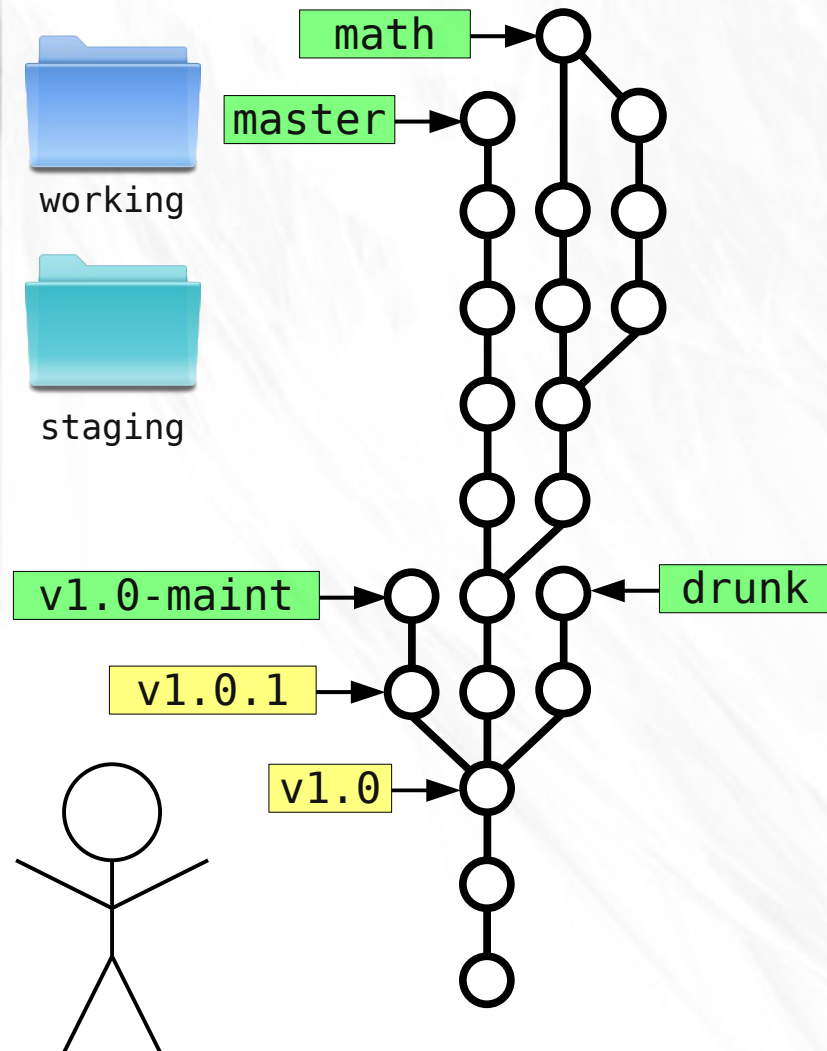 math
master
working
staging
v1.0-maint
drunk
v1.0.1
v1.0